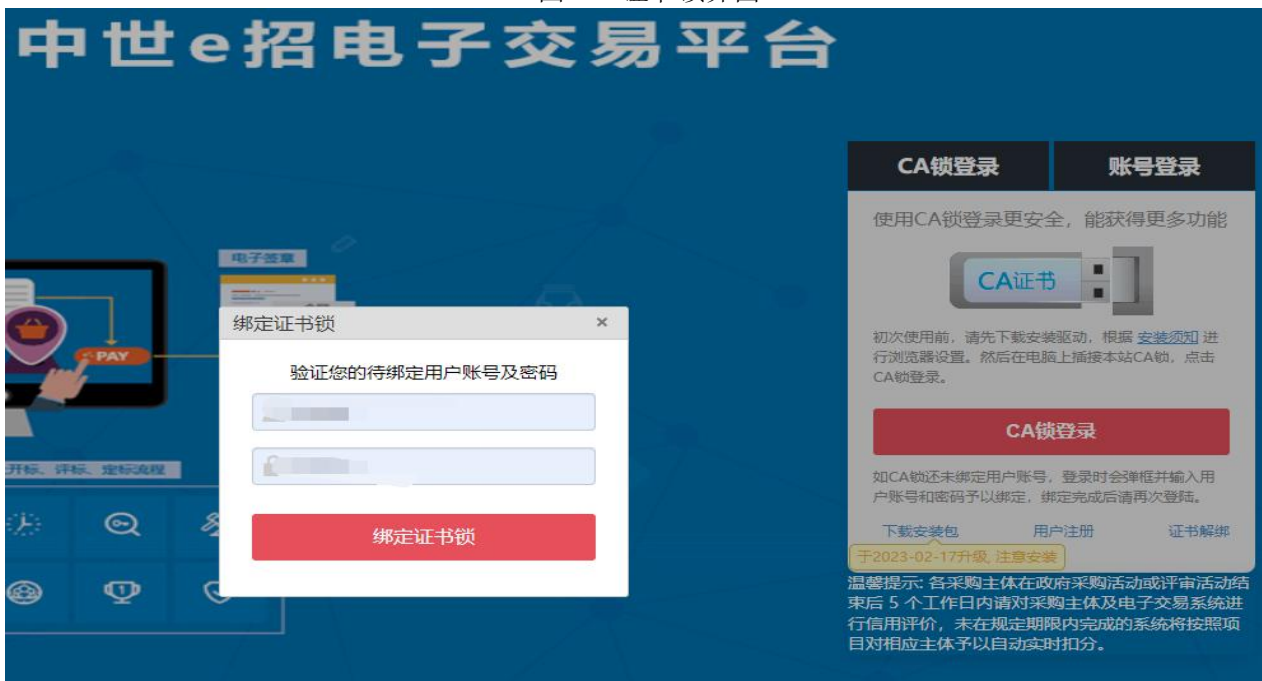 中世e招电子交易平台
CA锁登录
账号登录
使用CA锁登录更安全，能获得更多功能
电子签章
CA证书
绑定证书锁
×
初次使用前，请先下载安装驱动，根据 安装须知 进
行浏览器设置。然后在电脑上插接本站CA锁，点击
CA锁登录。
PAY
验证您的待绑定用户账号及密码
CA锁登录
开标、评标、定标流程
如CA锁还未绑定用户账号，登录时会弹框并输入用
户账号和密码予以绑定，绑定完成后请再次登陆。
绑定证书锁
下载安装包
用户注册
证书解绑
于2023-02-17升级, 注意安装
温馨提示: 各采购主体在政府采购活动或评审活动结
束后 5 个工作日内请对采购主体及电子交易系统进
行信用评价，未在规定期限内完成的系统将按照项
目对相应主体予以自动实时扣分。